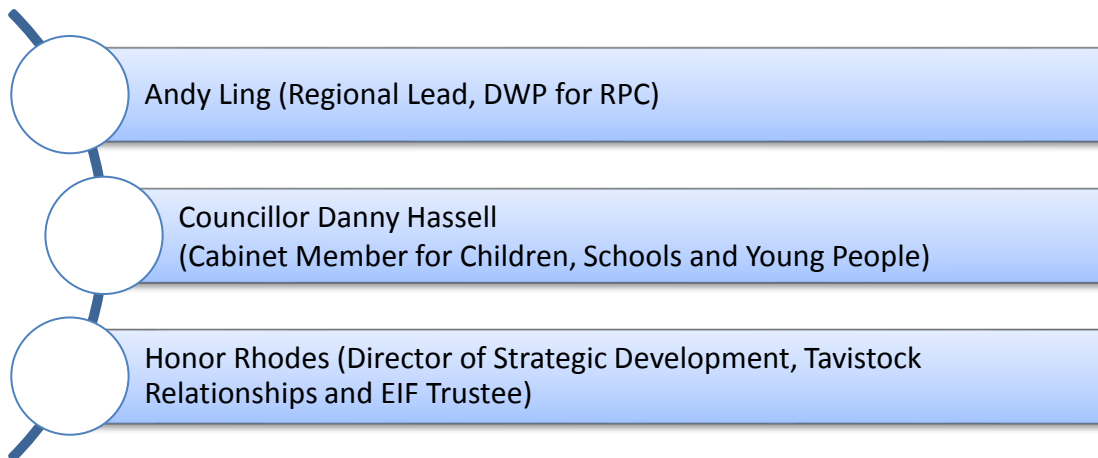 Andy Ling (Regional Lead, DWP for RPC)
Councillor Danny Hassell
(Cabinet Member for Children, Schools and Young People)
Honor Rhodes (Director of Strategic Development, Tavistock
Relationships and EIF Trustee)